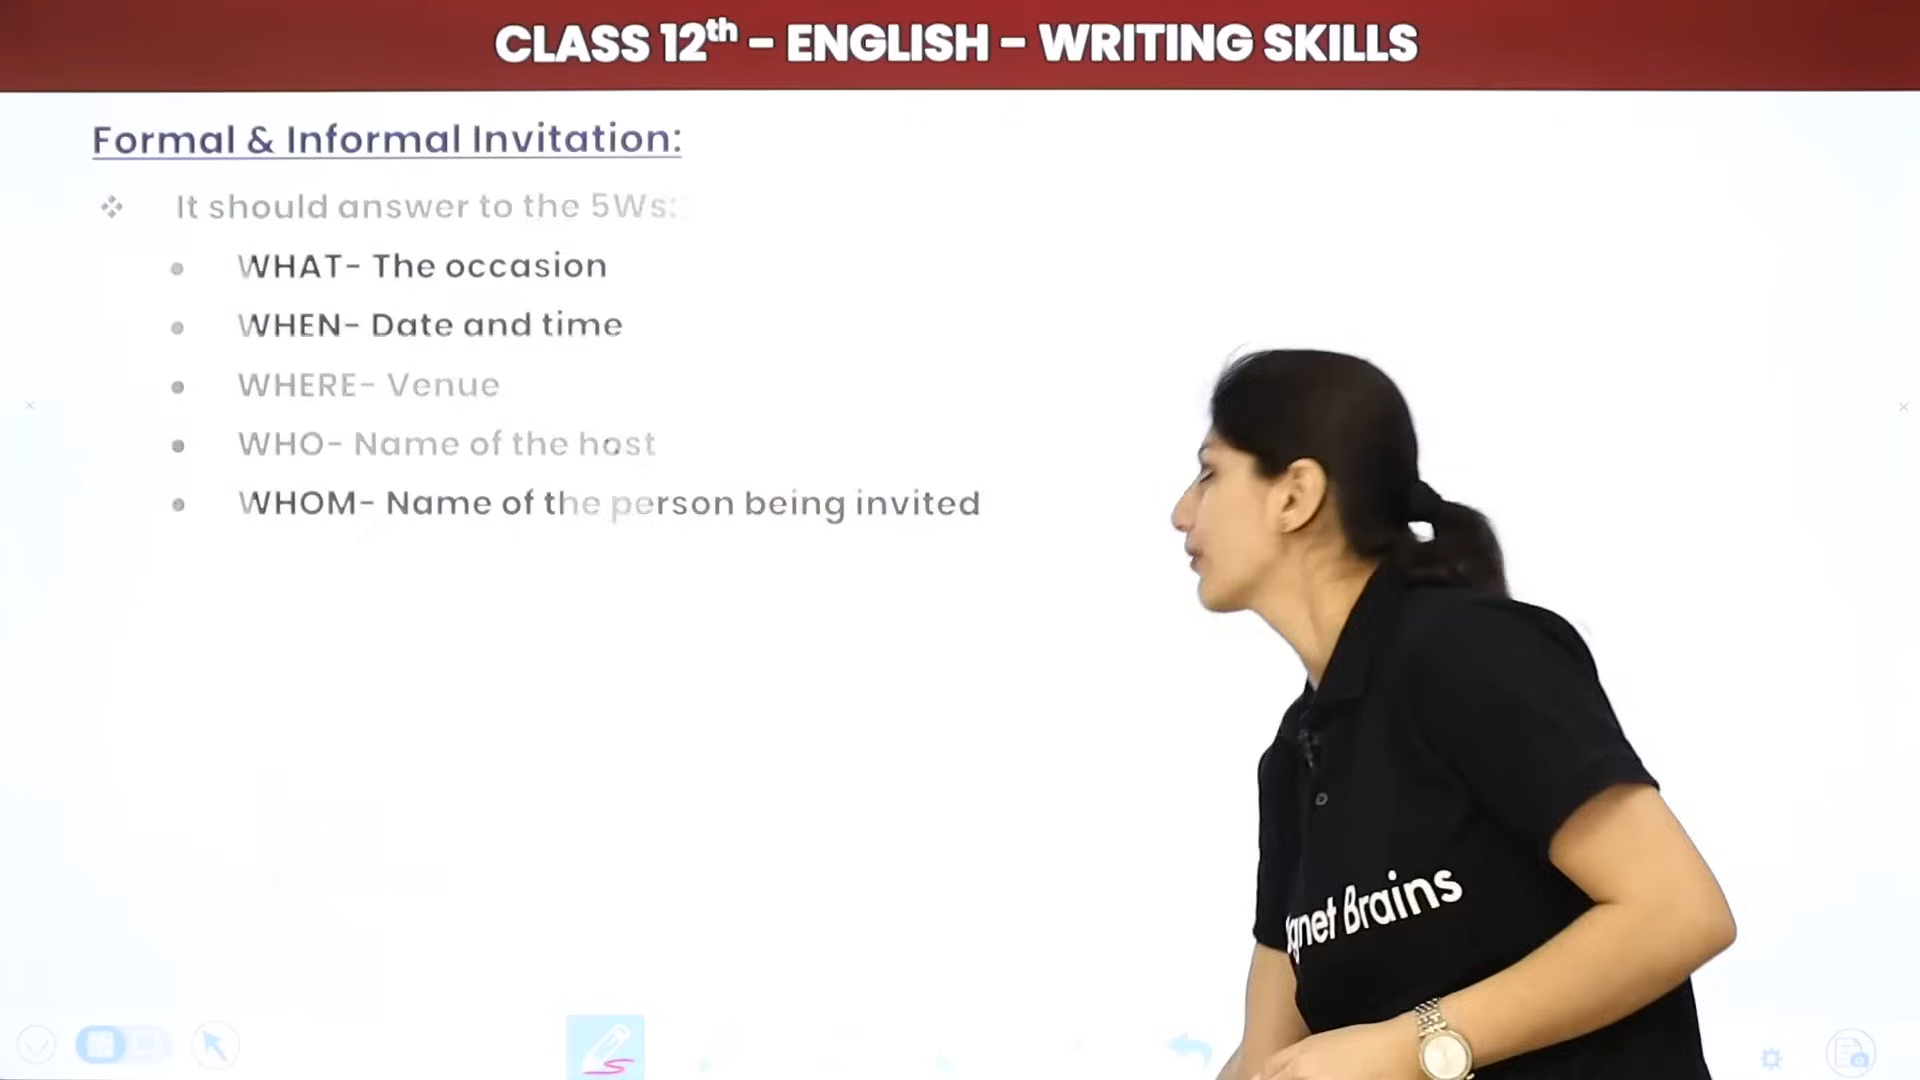 CLASS 12th - ENGLISH - WRITING SKILLS
Formal & Informal Invitation:
It should answer to the 5Ws:
WHAT- The occasion
WHEN- Date and time
WHERE- Venue
WHO- Name of the host
WHOM- Name of the person being invited
gnet Brains